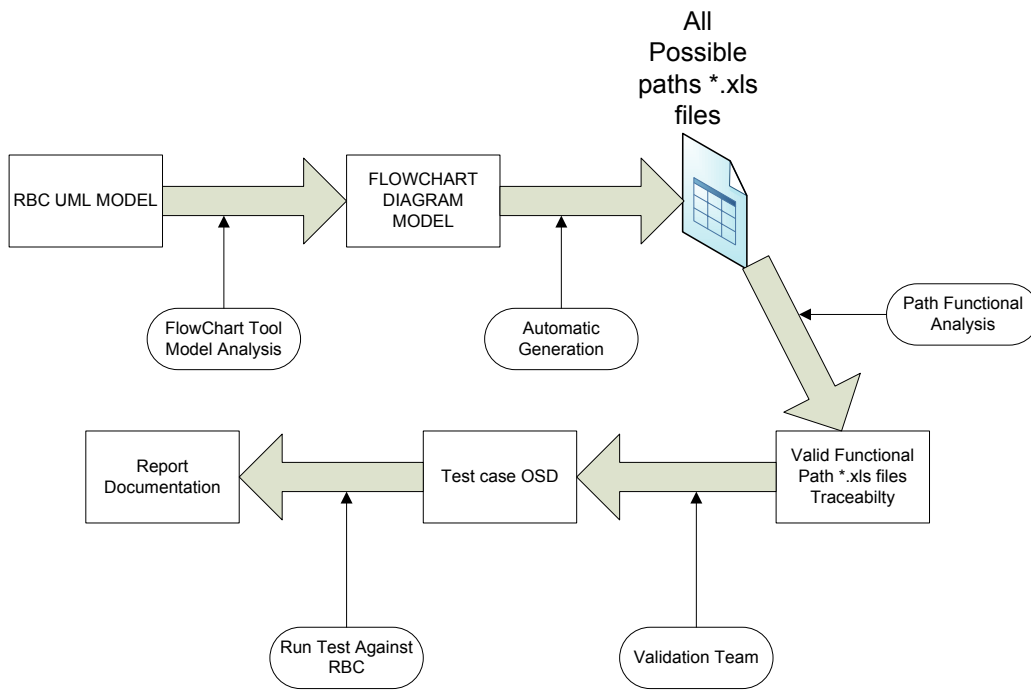 All
Possible
paths *.xls
files
RBC UML MODEL
FLOWCHART
DIAGRAM
MODEL
FlowChart Tool
Model Analysis
Automatic
Generation
Path Functional
Analysis
Report
Documentation
Test case OSD
Valid Functional
Path *.xls files
Traceabilty
Run Test Against
RBC
Validation Team